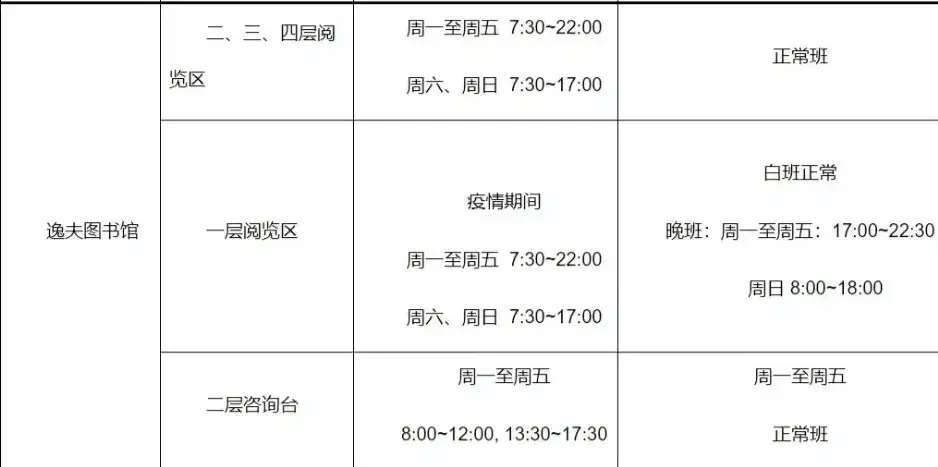 逸夫图书馆
二、三、四层阅
览区
周一至周五 7:30~22:00
周六、周日 7:30~17:00
正常班
一层阅览区
疫情期间
周一至周五 7:30~22:00
周六、周日 7:30~17:00
白班正常
晚班：周一至周五：17:00~22:30
周日 8:00~18:00
二层咨询台
周一至周五
8:00~12:00, 13:30~17:30
周一至周五
正常班